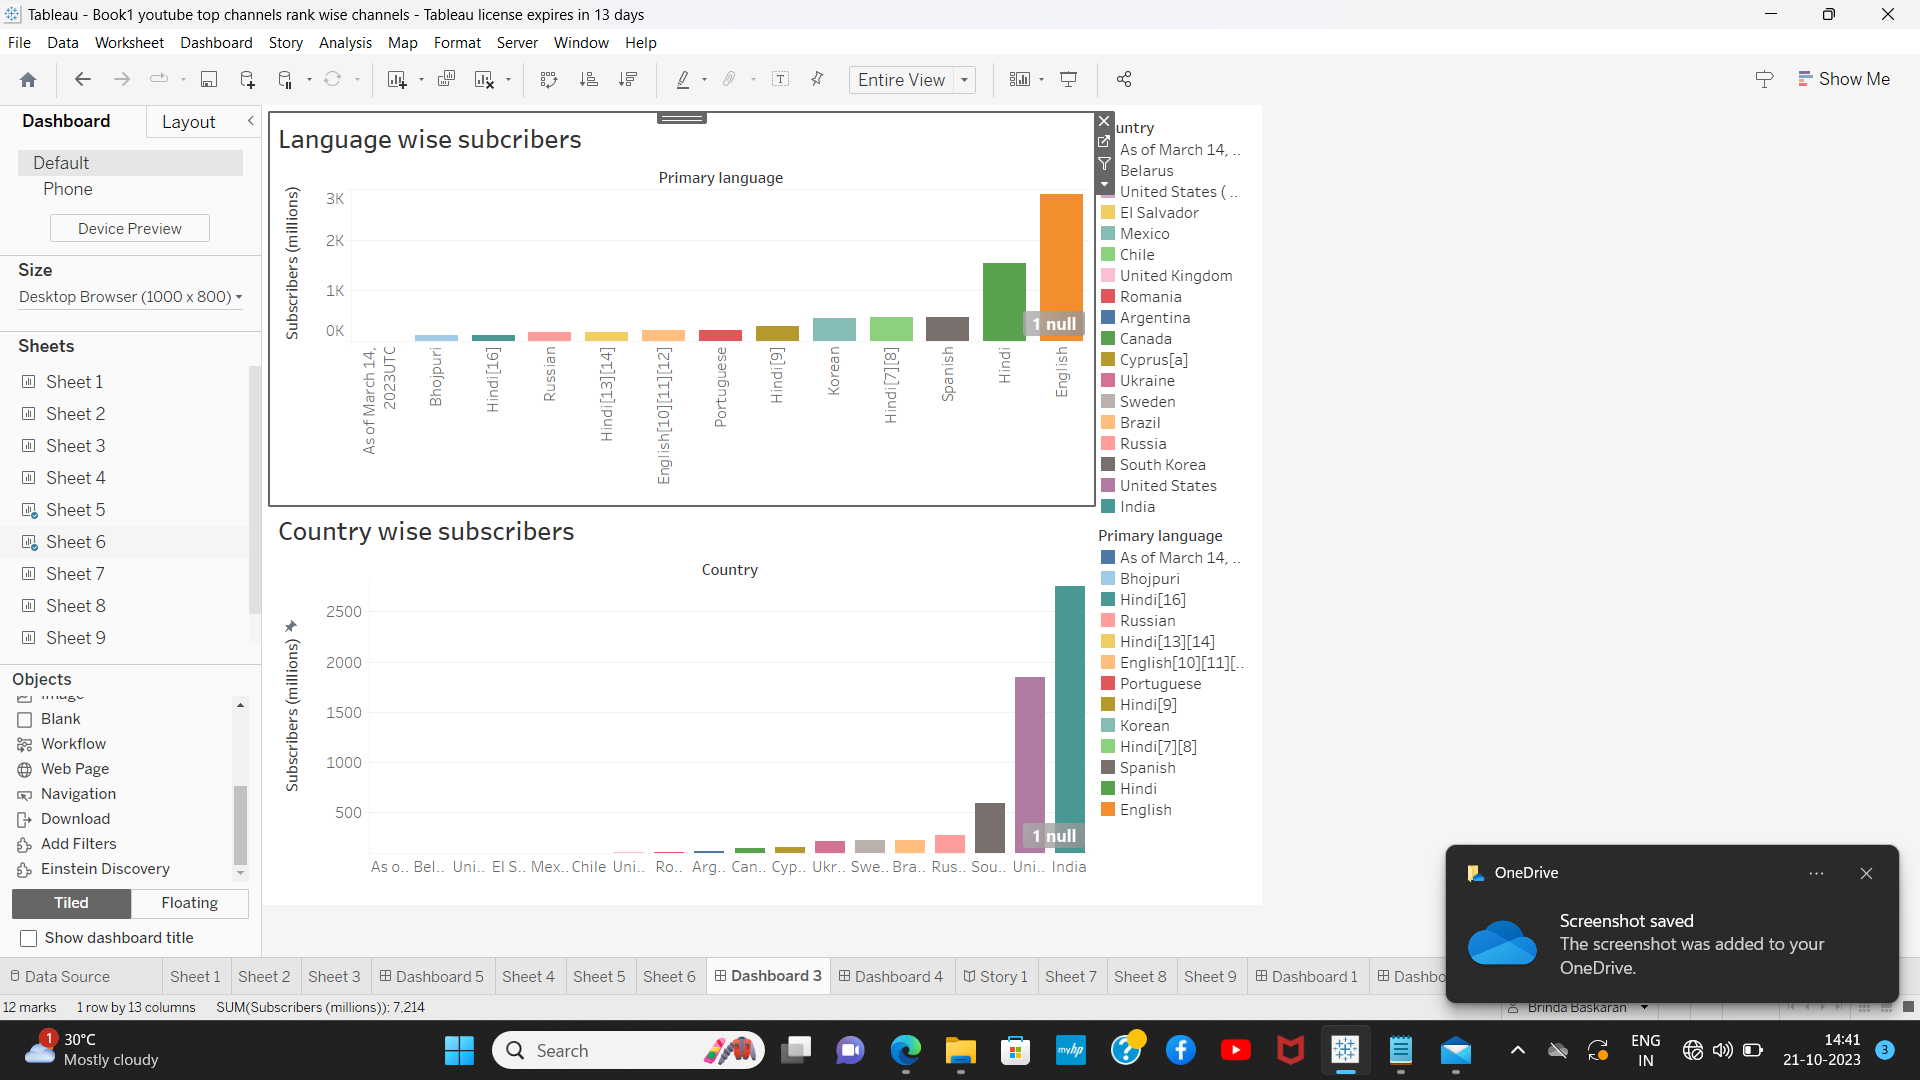 Tableau - Book1 youtube top channels rank wise channels - Tableau license expires in 13 days
File Data Worksheet Dashboard Story Analysis Map Format Server Window Help
Entire View
Show Me
Dashboard Layout
Default
Phone
Device Preview
Size
Desktop Browser (1000 x 800)
Sheets
Sheet 1
Sheet 2
Sheet 3
Sheet 4
Sheet 5
Sheet 6
Sheet 7
Sheet 8
Sheet 9
Objects
Image
Blank
Workflow
Web Page
Navigation
Download
Add Filters
Einstein Discovery
Tiled Floating
Show dashboard title
Language wise subcribers
Primary language
Subscribers (millions)
3K
2K
1K
0K
1 null
As of March 14,
2023UTC
Bhojpuri
Hindi[16]
Russian
Hindi[13][14]
English[10][11][12]
Portuguese
Hindi[9]
Korean
Hindi[7][8]
Spanish
Hindi
English
Country wise subscribers
Country
Subscribers (millions)
2500
2000
1500
1000
500
1 null
As o.. Bel.. Uni.. El S.. Mex.. Chile Uni.. Ro.. Arg.. Can.. Cyp.. Ukr.. Swe.. Bra.. Rus.. Sou.. Uni.. India
untry
As of March 14, ..
Belarus
United States ( ..
El Salvador
Mexico
Chile
United Kingdom
Romania
Argentina
Canada
Cyprus[a]
Ukraine
Sweden
Brazil
Russia
South Korea
United States
India
Primary language
As of March 14, ..
Bhojpuri
Hindi[16]
Russian
Hindi[13][14]
English[10][11][..
Portuguese
Hindi[9]
Korean
Hindi[7][8]
Spanish
Hindi
English
OneDrive
Screenshot saved
The screenshot was added to your
OneDrive.
Data Source Sheet 1 Sheet 2 Sheet 3 Dashboard 5 Sheet 4 Sheet 5 Sheet 6 Dashboard 3 Dashboard 4 Story 1 Sheet 7 Sheet 8 Sheet 9 Dashboard 1 Dashbo
12 marks 1 row by 13 columns SUM(Subscribers (millions)): 7,214
Brinda Baskaran
1
30°C
Mostly cloudy
Search
myhp
ENG
IN
14:41
21-10-2023
3